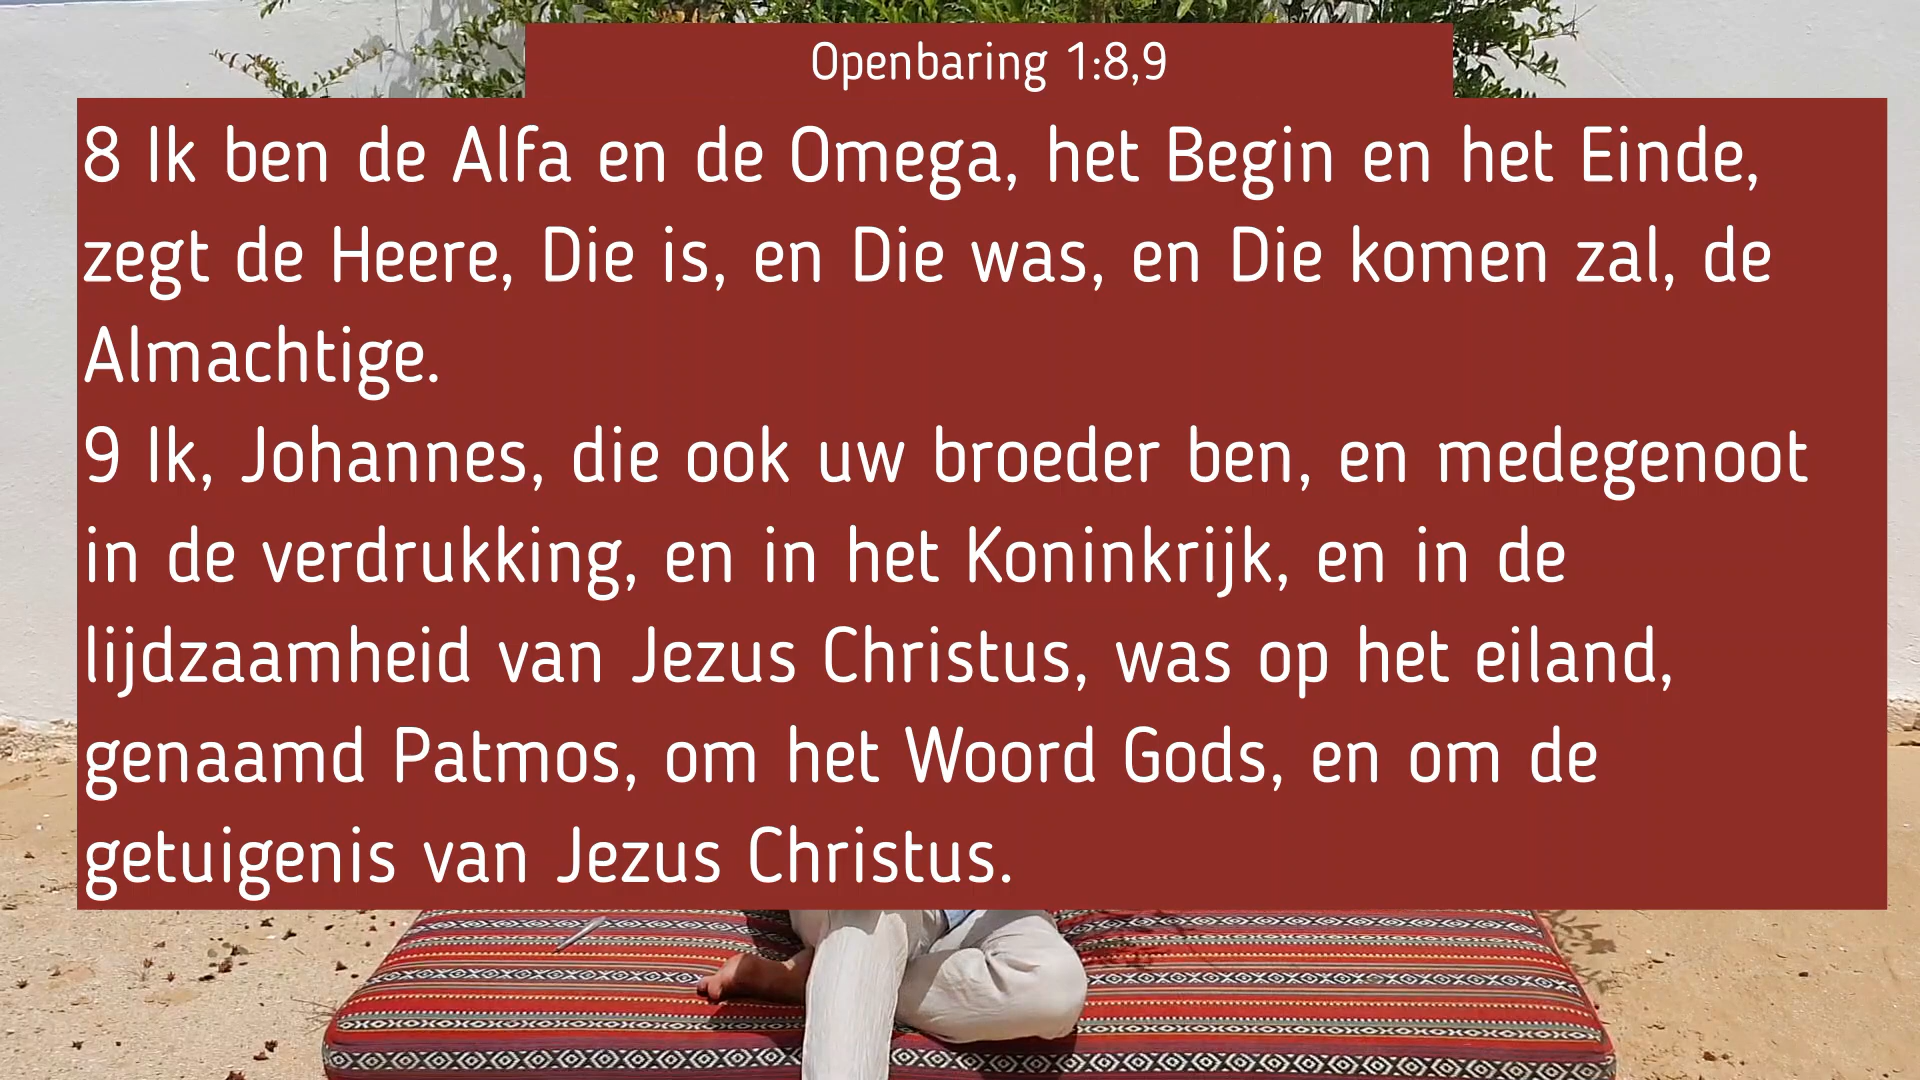 Openbaring 1:8,9
8 Ik ben de Alfa en de Omega, het Begin en het Einde,
zegt de Heere, Die is, en Die was, en Die komen zal, de
Almachtige.
9 Ik, Johannes, die ook uw broeder ben, en medegenoot
in de verdrukking, en in het Koninkrijk, en in de
lijdzaamheid van Jezus Christus, was op het eiland,
genaamd Patmos, om het Woord Gods, en om de
getuigenis van Jezus Christus.